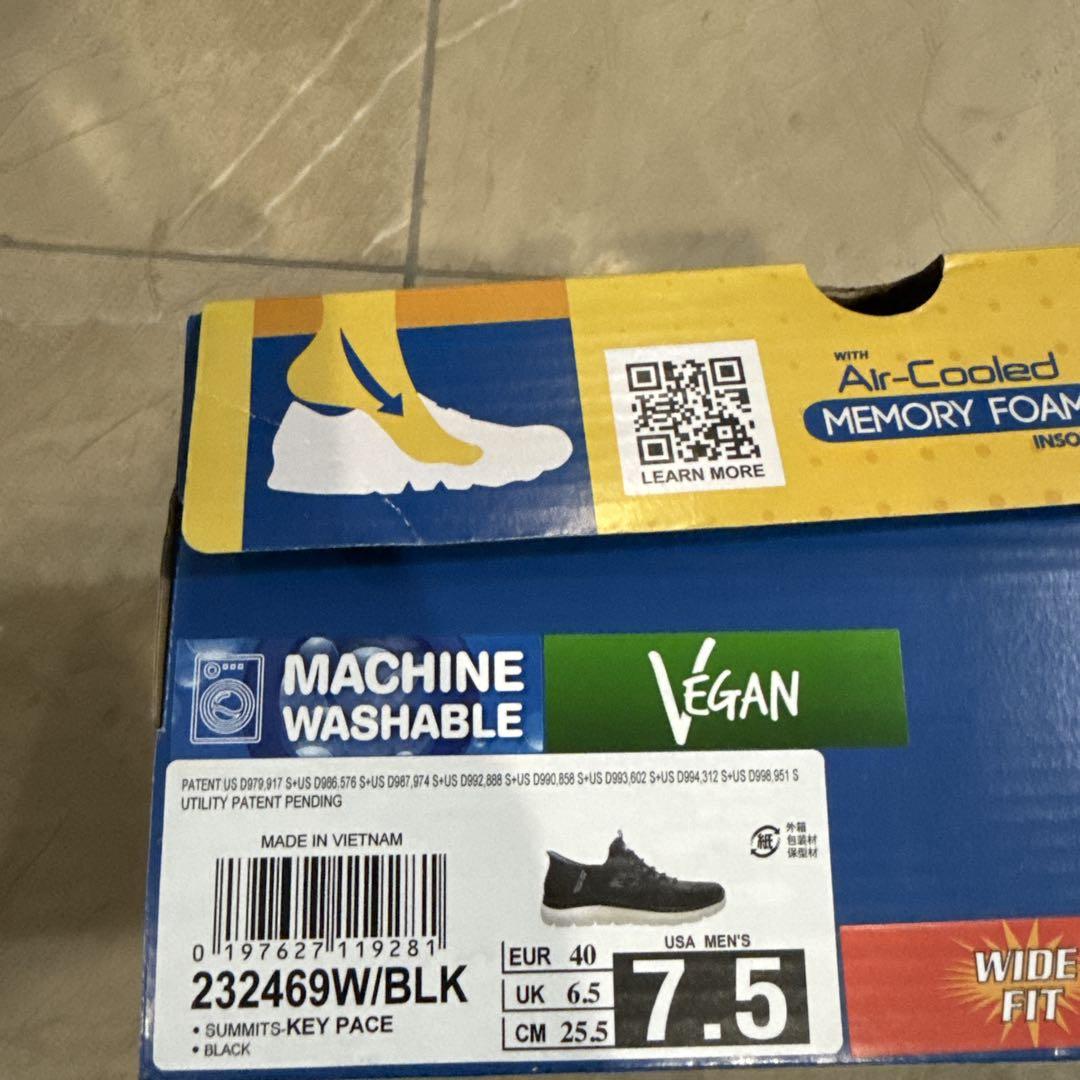 WITH
Air-Cooled
MEMORY FOAM
INSO
LEARN MORE
MACHINE
WASHABLE
VEGAN
PATENT US D979,917 S+US D986,576 S+US D987,974 S+US D992,888 S+US D990,858 S+US D993,602 S+US D994,312 S+US D998,951 S
UTILITY PATENT PENDING
MADE IN VIETNAM
紙
外箱
包装材
保型材
0 197627 119281
232469W/BLK
• SUMMITS-KEY PACE
• BLACK
EUR 40
UK 6.5
CM 25.5
USA MEN'S
7.5
WIDE
FIT